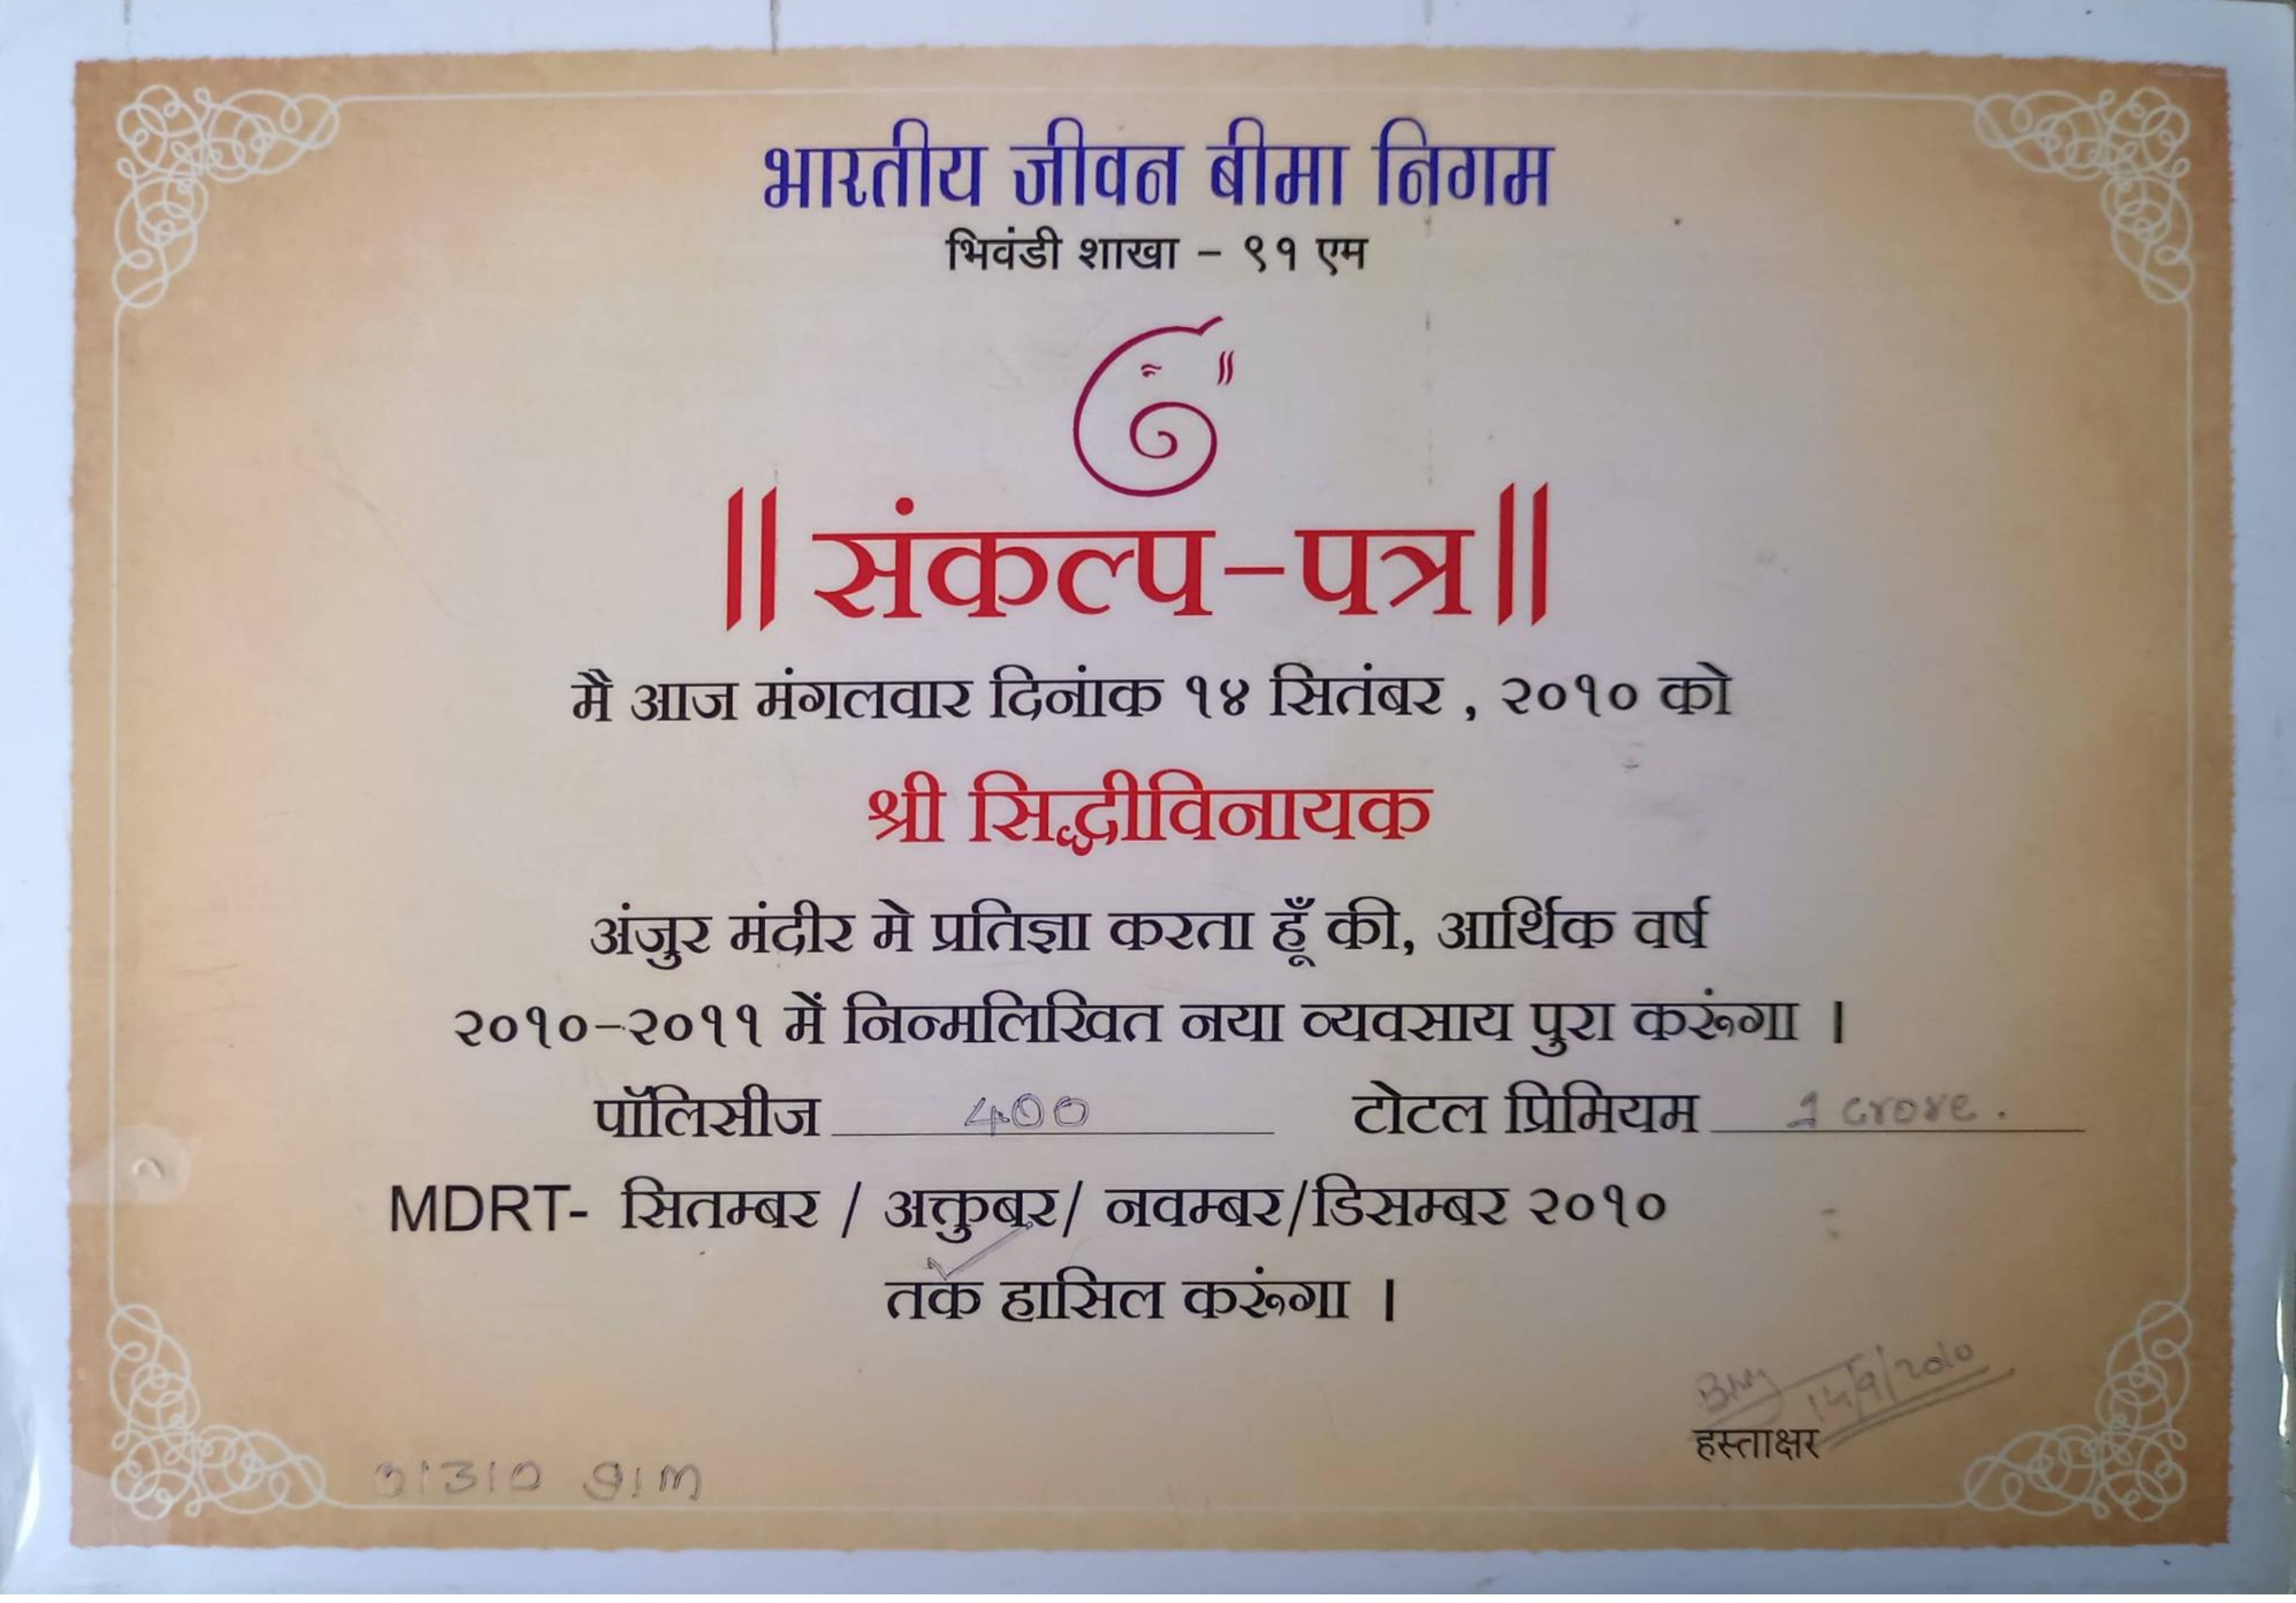 भारतीय जीवन बीमा निगम
भिवंडी शाखा - ९१ एम
॥ संकल्प-पत्र ॥
मै आज मंगलवार दिनांक १४ सितंबर , २०१० को
श्री सिद्धीविनायक
अंजुर मंदीर मे प्रतिज्ञा करता हूँ की, आर्थिक वर्ष
२०१०-२०११ में निन्मलिखित नया व्यवसाय पुरा करुंगा ।
पॉलिसीज 400 टोटल प्रिमियम 1 crore.
MDRT- सितम्बर / अक्तुबर/ नवम्बर/डिसम्बर २०१०
तक हासिल करुंगा ।
14/9/2010
हस्ताक्षर
91M